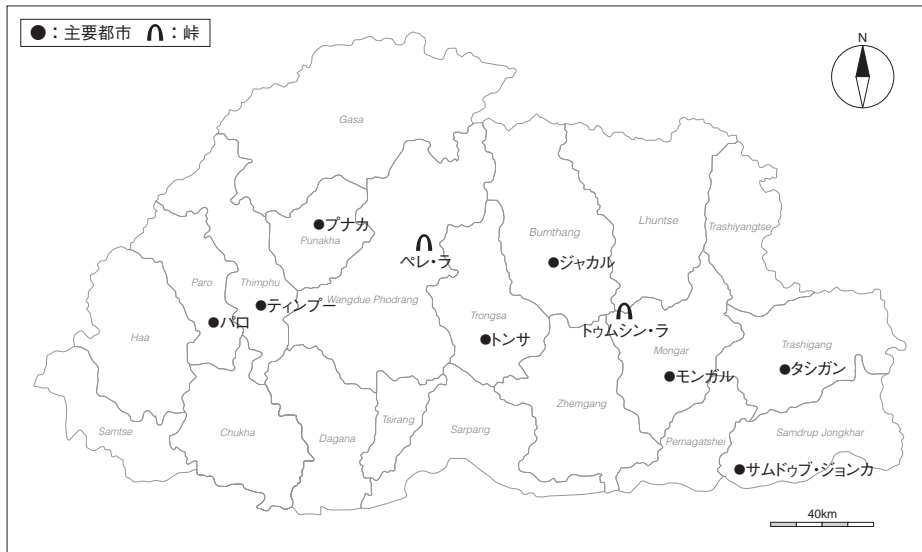 ●：主要都市 ：峠
N
Gasa
プナカ
Punakha
Lhuntse
Trashiyangtse
Bumthang
ペレ・ラ
ジャカル
Paro
Thimphu
ティンプー
Wangdue Phodrang
パロ
Trongsa
トゥムシン・ラ
Haa
トンサ
Mongar
Trashigang
モンガル
タシガン
Zhemgang
Tsirang
Samtse
Chukha
Dagana
Sarpang
Pemagatshei
Samdrup Jongkhar
サムドゥブ・ジョンカ
40km